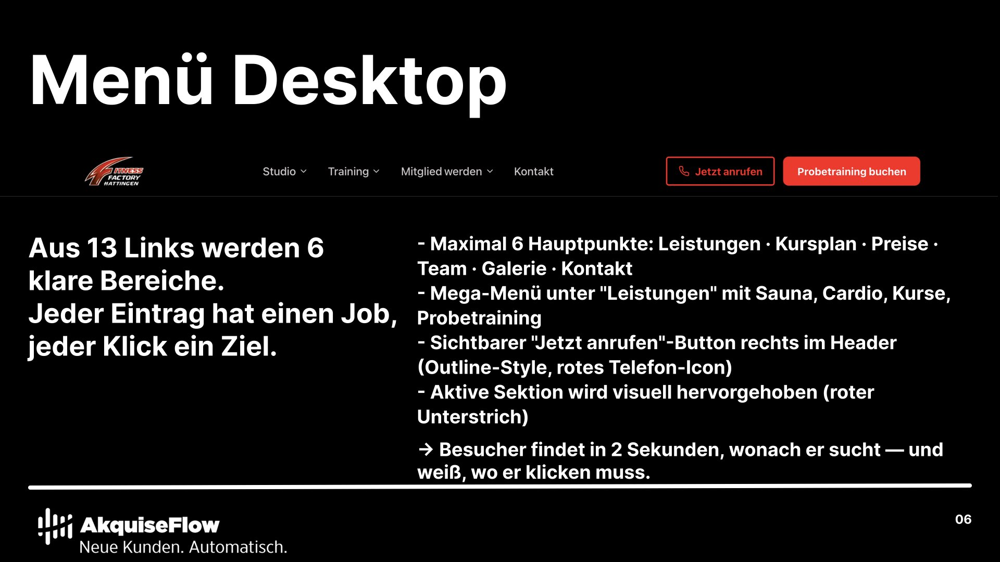 Menü Desktop
FITNESS
FACTORY
HATTINGEN
Studio
Training
Mitglied werden
Kontakt
Jetzt anrufen
Probetraining buchen
Aus 13 Links werden 6
klare Bereiche.
Jeder Eintrag hat einen Job,
jeder Klick ein Ziel.
- Maximal 6 Hauptpunkte: Leistungen · Kursplan · Preise ·
Team · Galerie · Kontakt
- Mega-Menü unter "Leistungen" mit Sauna, Cardio, Kurse,
Probetraining
- Sichtbarer "Jetzt anrufen"-Button rechts im Header
(Outline-Style, rotes Telefon-Icon)
- Aktive Sektion wird visuell hervorgehoben (roter
Unterstrich)
→ Besucher findet in 2 Sekunden, wonach er sucht — und
weiß, wo er klicken muss.
AkquiseFlow
Neue Kunden. Automatisch.
06